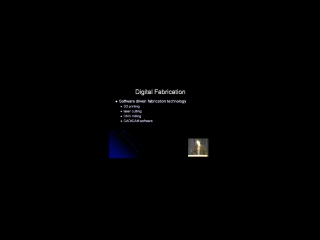 Digital Fabrication
Software driven fabrication technology
3D printing
laser cutting
CNC milling
CAD/CAM software